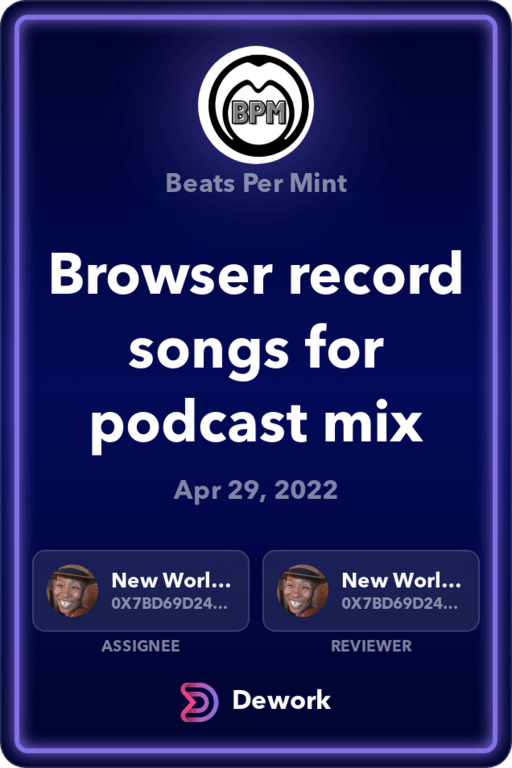 BPM
Beats Per Mint
Browser record
songs for
podcast mix
Apr 29, 2022
New Worl...
0X7BD69D24...
ASSIGNEE
New Worl...
0X7BD69D24...
REVIEWER
Dework